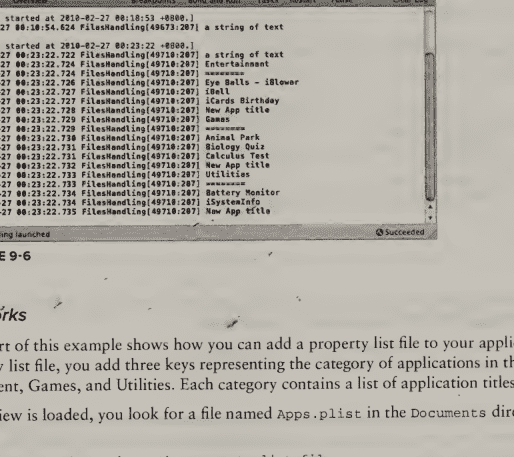 started at 2010-02-27 00:10:53 +0800.]
27 00:10:54.624 FilesHandling[49673:207] a string of text
started at 2010-02-27 00:23:22 +0800.]
27 00:23:22.722 FilesHandling[49710:207] a string of text
27 00:23:22.724 FilesHandling[49710:207] Entertainment
27 00:23:22.724 FilesHandling[49710:207] ========
27 00:23:22.726 FilesHandling[49710:207] Eye Balls - iBlower
27 00:23:22.727 FilesHandling[49710:207] iBell
27 00:23:22.727 FilesHandling[49710:207] iCards Birthday
27 00:23:22.728 FilesHandling[49710:207] New App title
27 00:23:22.729 FilesHandling[49710:207] Games
27 00:23:22.729 FilesHandling[49710:207] ========
27 00:23:22.730 FilesHandling[49710:207] Animal Park
27 00:23:22.731 FilesHandling[49710:207] Biology Quiz
27 00:23:22.731 FilesHandling[49710:207] Calculus Test
27 00:23:22.732 FilesHandling[49710:207] New App title
27 00:23:22.733 FilesHandling[49710:207] Utilities
27 00:23:22.733 FilesHandling[49710:207] ========
27 00:23:22.734 FilesHandling[49710:207] Battery Monitor
27 00:23:22.734 FilesHandling[49710:207] iSystemInfo
27 00:23:22.735 FilesHandling[49710:207] New App title
ing launched Succeeded
E 9-6
rks
rt of this example shows how you can add a property list file to your appli
y list file, you add three keys representing the category of applications in th
ent, Games, and Utilities. Each category contains a list of application titles
iew is loaded, you look for a file named Apps.plist in the Documents dire